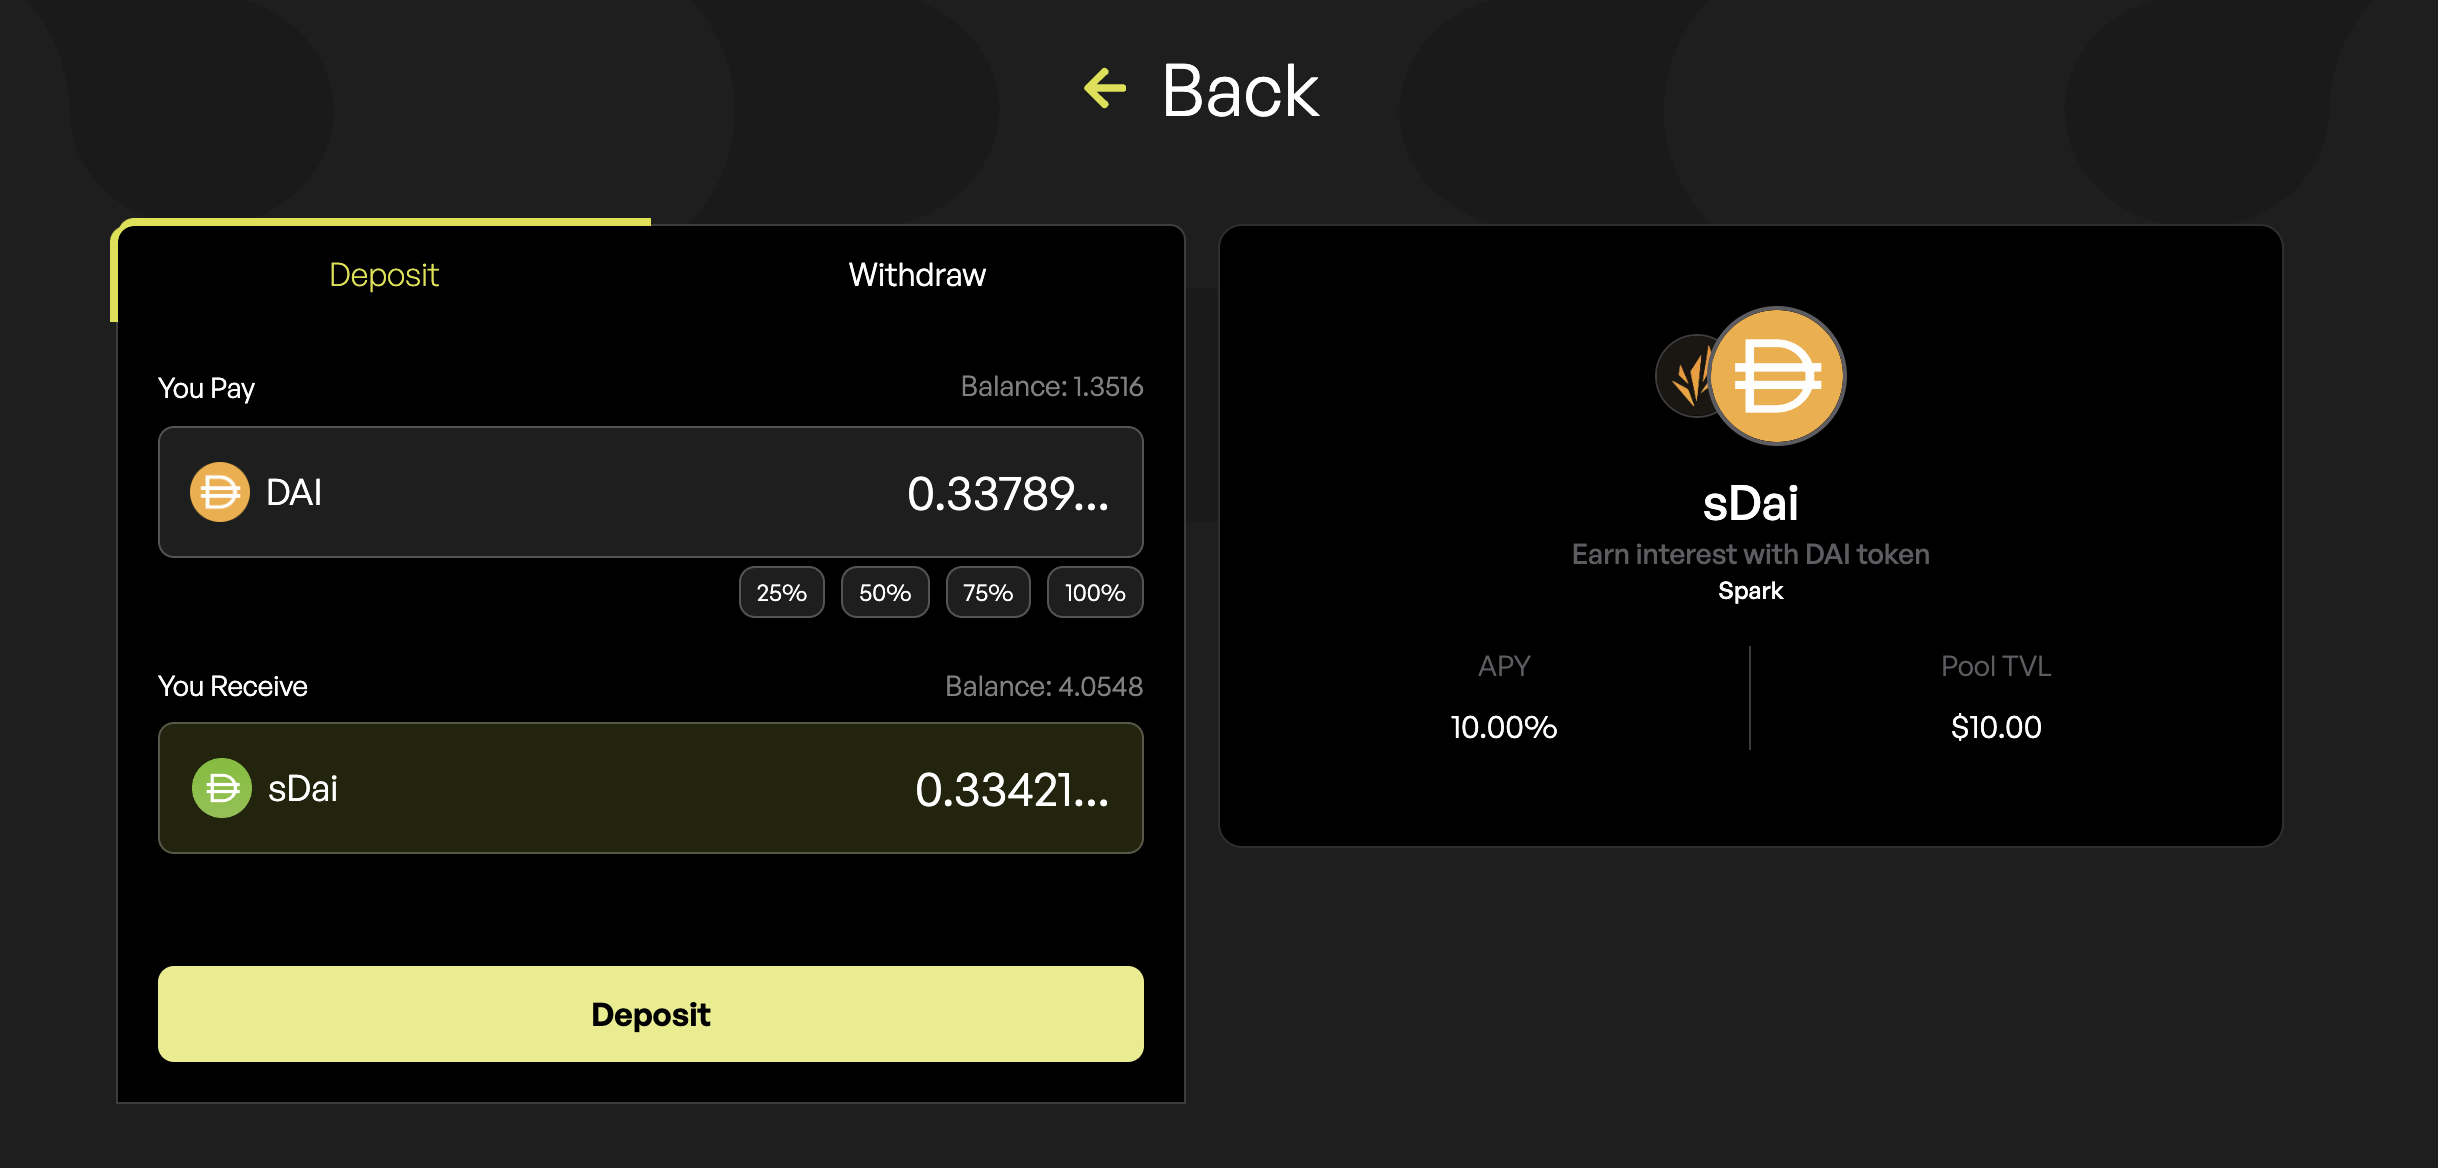 Back
Deposit
Withdraw
You Pay
Balance: 1.3516
DAI
0.33789...
25%
50%
75%
100%
You Receive
Balance: 4.0548
sDai
0.33421...
Deposit
sDai
Earn interest with DAI token
Spark
APY
10.00%
Pool TVL
$10.00